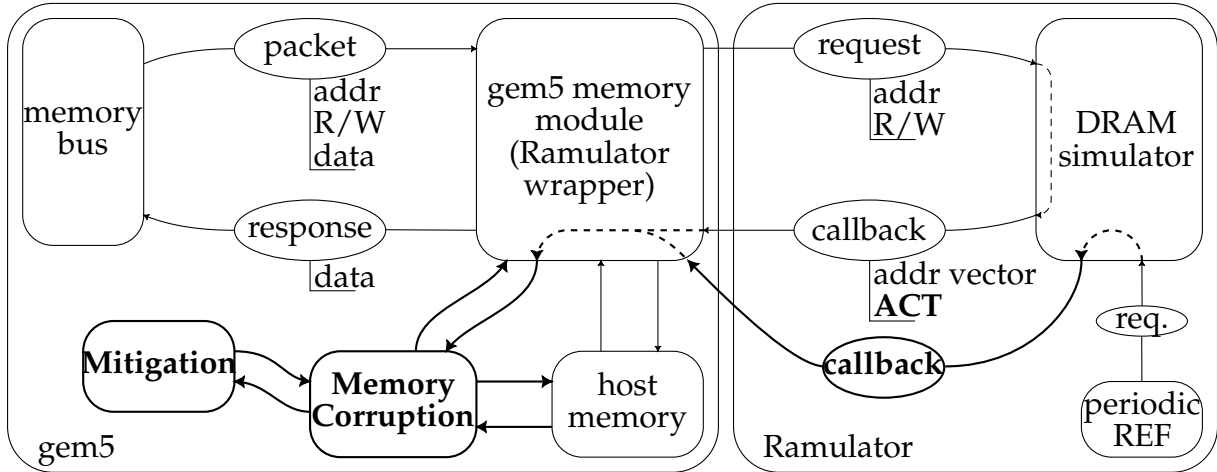 memory
bus
packet
addr
R/W
data
response
data
gem5 memory
module
(Ramulator
wrapper)
Mitigation
Memory
Corruption
host
memory
gem5
request
addr
R/W
callback
addr vector
ACT
callback
DRAM
simulator
req.
periodic
REF
Ramulator